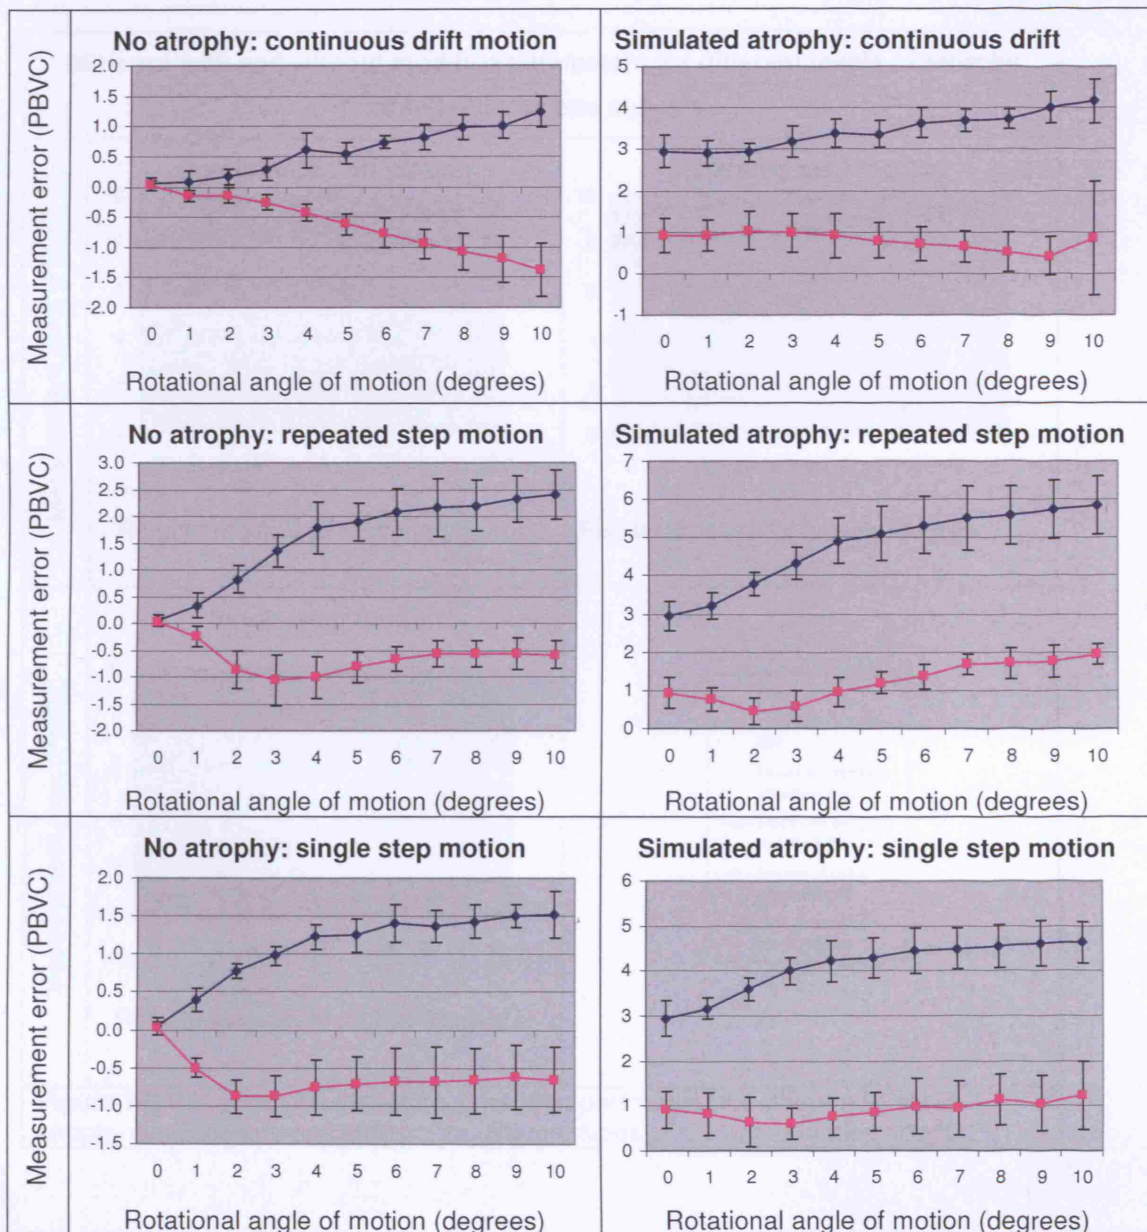 No atrophy: continuous drift motion
Measurement error (PBVC)
2.0
1.5
1.0
0.5
0.0
-0.5
-1.0
-1.5
-2.0
0 1 2 3 4 5 6 7 8 9 10
Rotational angle of motion (degrees)
Simulated atrophy: continuous drift
5
4
3
2
1
0
-1
0 1 2 3 4 5 6 7 8 9 10
Rotational angle of motion (degrees)
No atrophy: repeated step motion
Measurement error (PBVC)
3.0
2.5
2.0
1.5
1.0
0.5
0.0
-0.5
-1.0
-1.5
-2.0
0 1 2 3 4 5 6 7 8 9 10
Rotational angle of motion (degrees)
Simulated atrophy: repeated step motion
7
6
5
4
3
2
1
0
0 1 2 3 4 5 6 7 8 9 10
Rotational angle of motion (degrees)
No atrophy: single step motion
Measurement error (PBVC)
2.0
1.5
1.0
0.5
0.0
-0.5
-1.0
-1.5
0 1 2 3 4 5 6 7 8 9 10
Rotational angle of motion (degrees)
Simulated atrophy: single step motion
6
5
4
3
2
1
0
0 1 2 3 4 5 6 7 8 9 10
Rotational angle of motion (degrees)